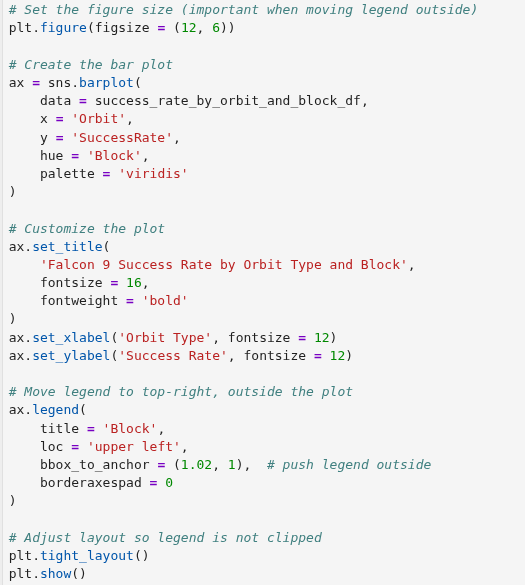 # Set the figure size (important when moving legend outside)
plt.figure(figsize = (12, 6))

# Create the bar plot
ax = sns.barplot(
    data = success_rate_by_orbit_and_block_df,
    x = 'Orbit',
    y = 'SuccessRate',
    hue = 'Block',
    palette = 'viridis'
)

# Customize the plot
ax.set_title(
    'Falcon 9 Success Rate by Orbit Type and Block',
    fontsize = 16,
    fontweight = 'bold'
)
ax.set_xlabel('Orbit Type', fontsize = 12)
ax.set_ylabel('Success Rate', fontsize = 12)

# Move legend to top-right, outside the plot
ax.legend(
    title = 'Block',
    loc = 'upper left',
    bbox_to_anchor = (1.02, 1),  # push legend outside
    borderaxespad = 0
)

# Adjust layout so legend is not clipped
plt.tight_layout()
plt.show()